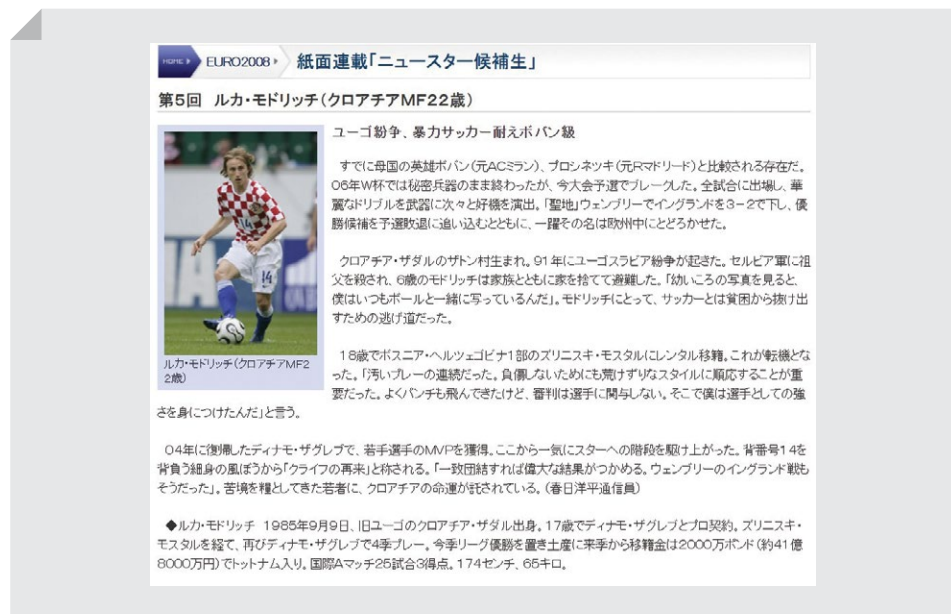 HOME
EURO2008
紙面連載「ニュースター候補生」
第5回 ルカ・モドリッチ(クロアチアMF22歳)
ユーゴ紛争、暴力サッカー耐えボバン級
すでに母国の英雄ボバン(元ACミラン)、プロシネツキ(元Rマドリード)と比較される存在だ。
06年W杯では秘密兵器のまま終わったが、今大会予選でブレークした。全試合に出場し、華
麗なドリブルを武器に次々と好機を演出。「聖地」ウェンブリーでイングランドを3-2で下し、優
勝候補を予選敗退に追い込むとともに、一躍その名は欧州中にとどろかせた。
クロアチア・ザダルのザトン村生まれ。91年にユーゴスラビア紛争が起きた。セルビア軍に祖
父を殺され、6歳のモドリッチは家族とともに家を捨てて避難した。「幼いころの写真を見ると、
僕はいつもボールと一緒に写っているんだ」。モドリッチにとって、サッカーとは貧困から抜け出
すための逃げ道だった。
14
ルカ・モドリッチ(クロアチアMF2
2歳)
18歳でボスニア・ヘルツェゴビナ1部のズリニスキ・モスタルにレンタル移籍。これが転機とな
った。「汚いプレーの連続だった。負傷しないためにも荒けずりなスタイルに順応することが重
要だった。よくパンチも飛んできたけど、審判は選手に関与しない。そこで僕は選手としての強
さを身につけたんだ」と言う。
04年に復帰したディナモ・ザグレブで、若手選手のMVPを獲得。ここから一気にスターへの階段を駆け上がった。背番号14を
背負う細身の風ぼうから「クライフの再来」と称される。「一致団結すれば偉大な結果がつかめる。ウェンブリーのイングランド戦も
そうだった」。苦境を糧としてきた若者に、クロアチアの命運が託されている。(春日洋平通信員)
◆ルカ・モドリッチ 1985年9月9日、旧ユーゴのクロアチア・ザダル出身。17歳でディナモ・ザグレブとプロ契約。ズリニスキ・
モスタルを経て、再びディナモ・ザグレブで4季プレー。今季リーグ優勝を置き土産に来季から移籍金は2000万ポンド(約41億
8000万円)でトットナム入り。国際Aマッチ25試合3得点。174センチ、65キロ。